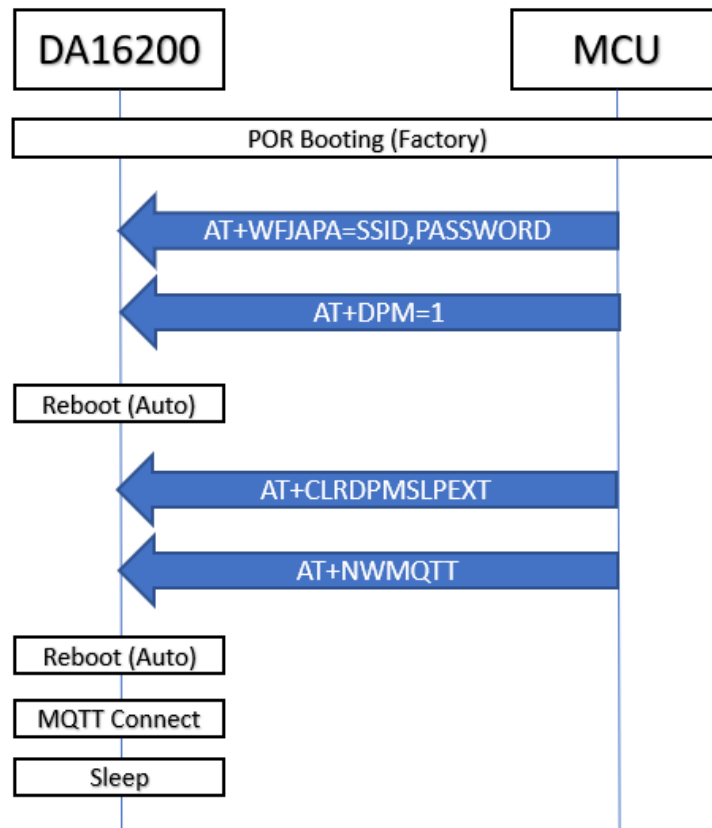 DA16200
MCU
POR Booting (Factory)
AT+WFJAPA=SSID,PASSWORD
AT+DPM=1
Reboot (Auto)
AT+CLRDPMSLPEXT
AT+NWMQTT
Reboot (Auto)
MQTT Connect
Sleep